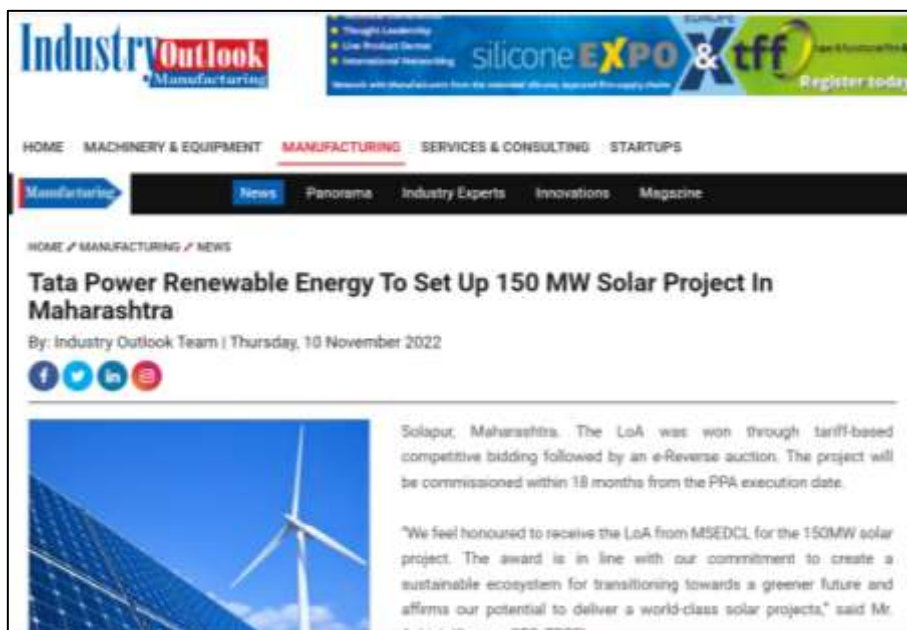 Industry Outlook
Manufacturing
Thought Leadership
Live Product Demos
International Networking
silicone EXPO
EUROPE
&
tff
Register today
HOME MACHINERY & EQUIPMENT MANUFACTURING SERVICES & CONSULTING STARTUPS
Manufacturing News Panorama Industry Experts Innovations Magazine
HOME / MANUFACTURING / NEWS
Tata Power Renewable Energy To Set Up 150 MW Solar Project In
Maharashtra
By: Industry Outlook Team | Thursday, 10 November 2022
Solapur, Maharashtra. The LoA was won through tariff-based
competitive bidding followed by an e-Reverse auction. The project will
be commissioned within 18 months from the PPA execution date.
"We feel honoured to receive the LoA from MSEDCL for the 150MW solar
project. The award is in line with our commitment to create a
sustainable ecosystem for transitioning towards a greener future and
affirms our potential to deliver a world-class solar projects," said Mr.